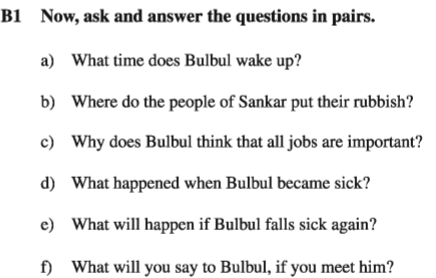 B1 Now, ask and answer the questions in pairs.
a) What time does Bulbul wake up?
b) Where do the people of Sankar put their rubbish?
c) Why does Bulbul think that all jobs are important?
d) What happened when Bulbul became sick?
e) What will happen if Bulbul falls sick again?
f) What will you say to Bulbul, if you meet him?